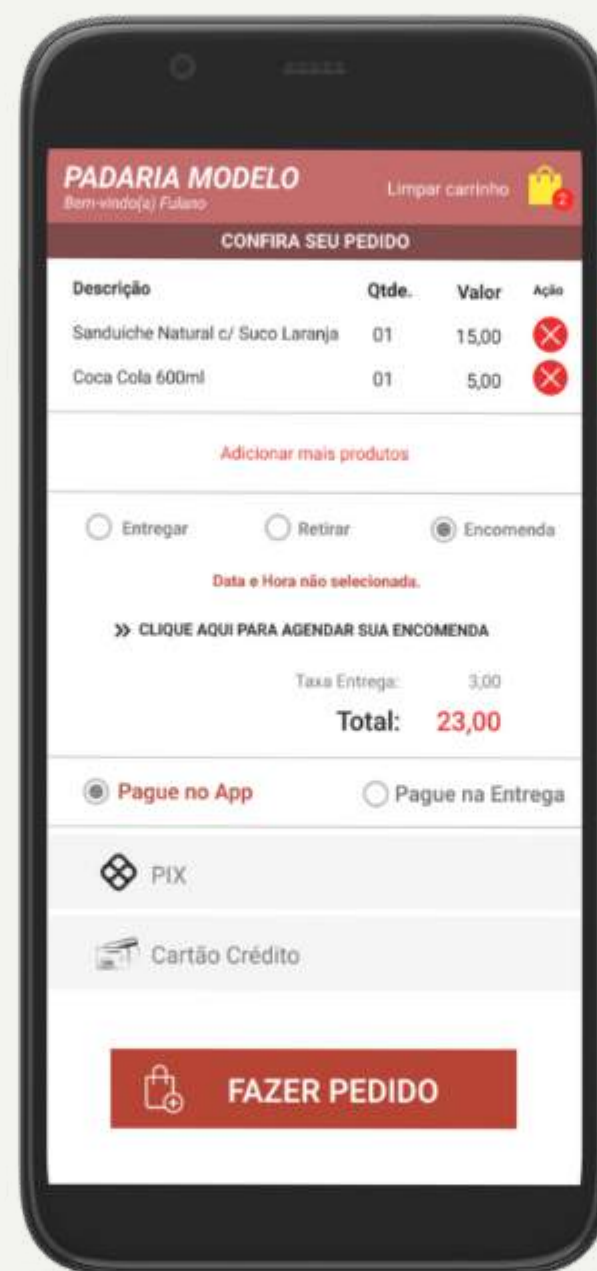 PADARIA MODELO
Bem-vindo(a) Fulano
Limpar carrinho
2
CONFIRA SEU PEDIDO
Descrição Qtde. Valor Ação
Sanduiche Natural c/ Suco Laranja 01 15,00
Coca Cola 600ml 01 5,00
Adicionar mais produtos
Entregar Retirar Encomenda
Data e Hora não selecionada.
>> CLIQUE AQUI PARA AGENDAR SUA ENCOMENDA
Taxa Entrega: 3,00
Total: 23,00
Pague no App Pague na Entrega
PIX
Cartão Crédito
FAZER PEDIDO